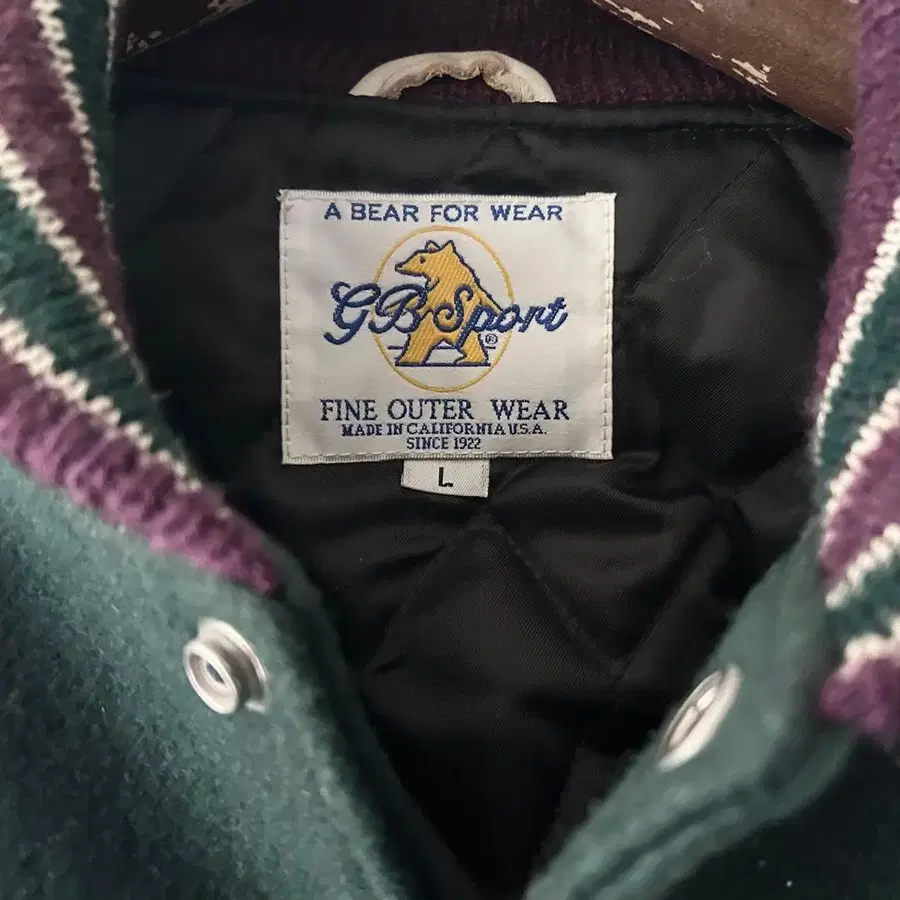 A BEAR FOR WEAR
GB Sport
®
FINE OUTER WEAR
MADE IN CALIFORNIA U.S.A.
SINCE 1922
L